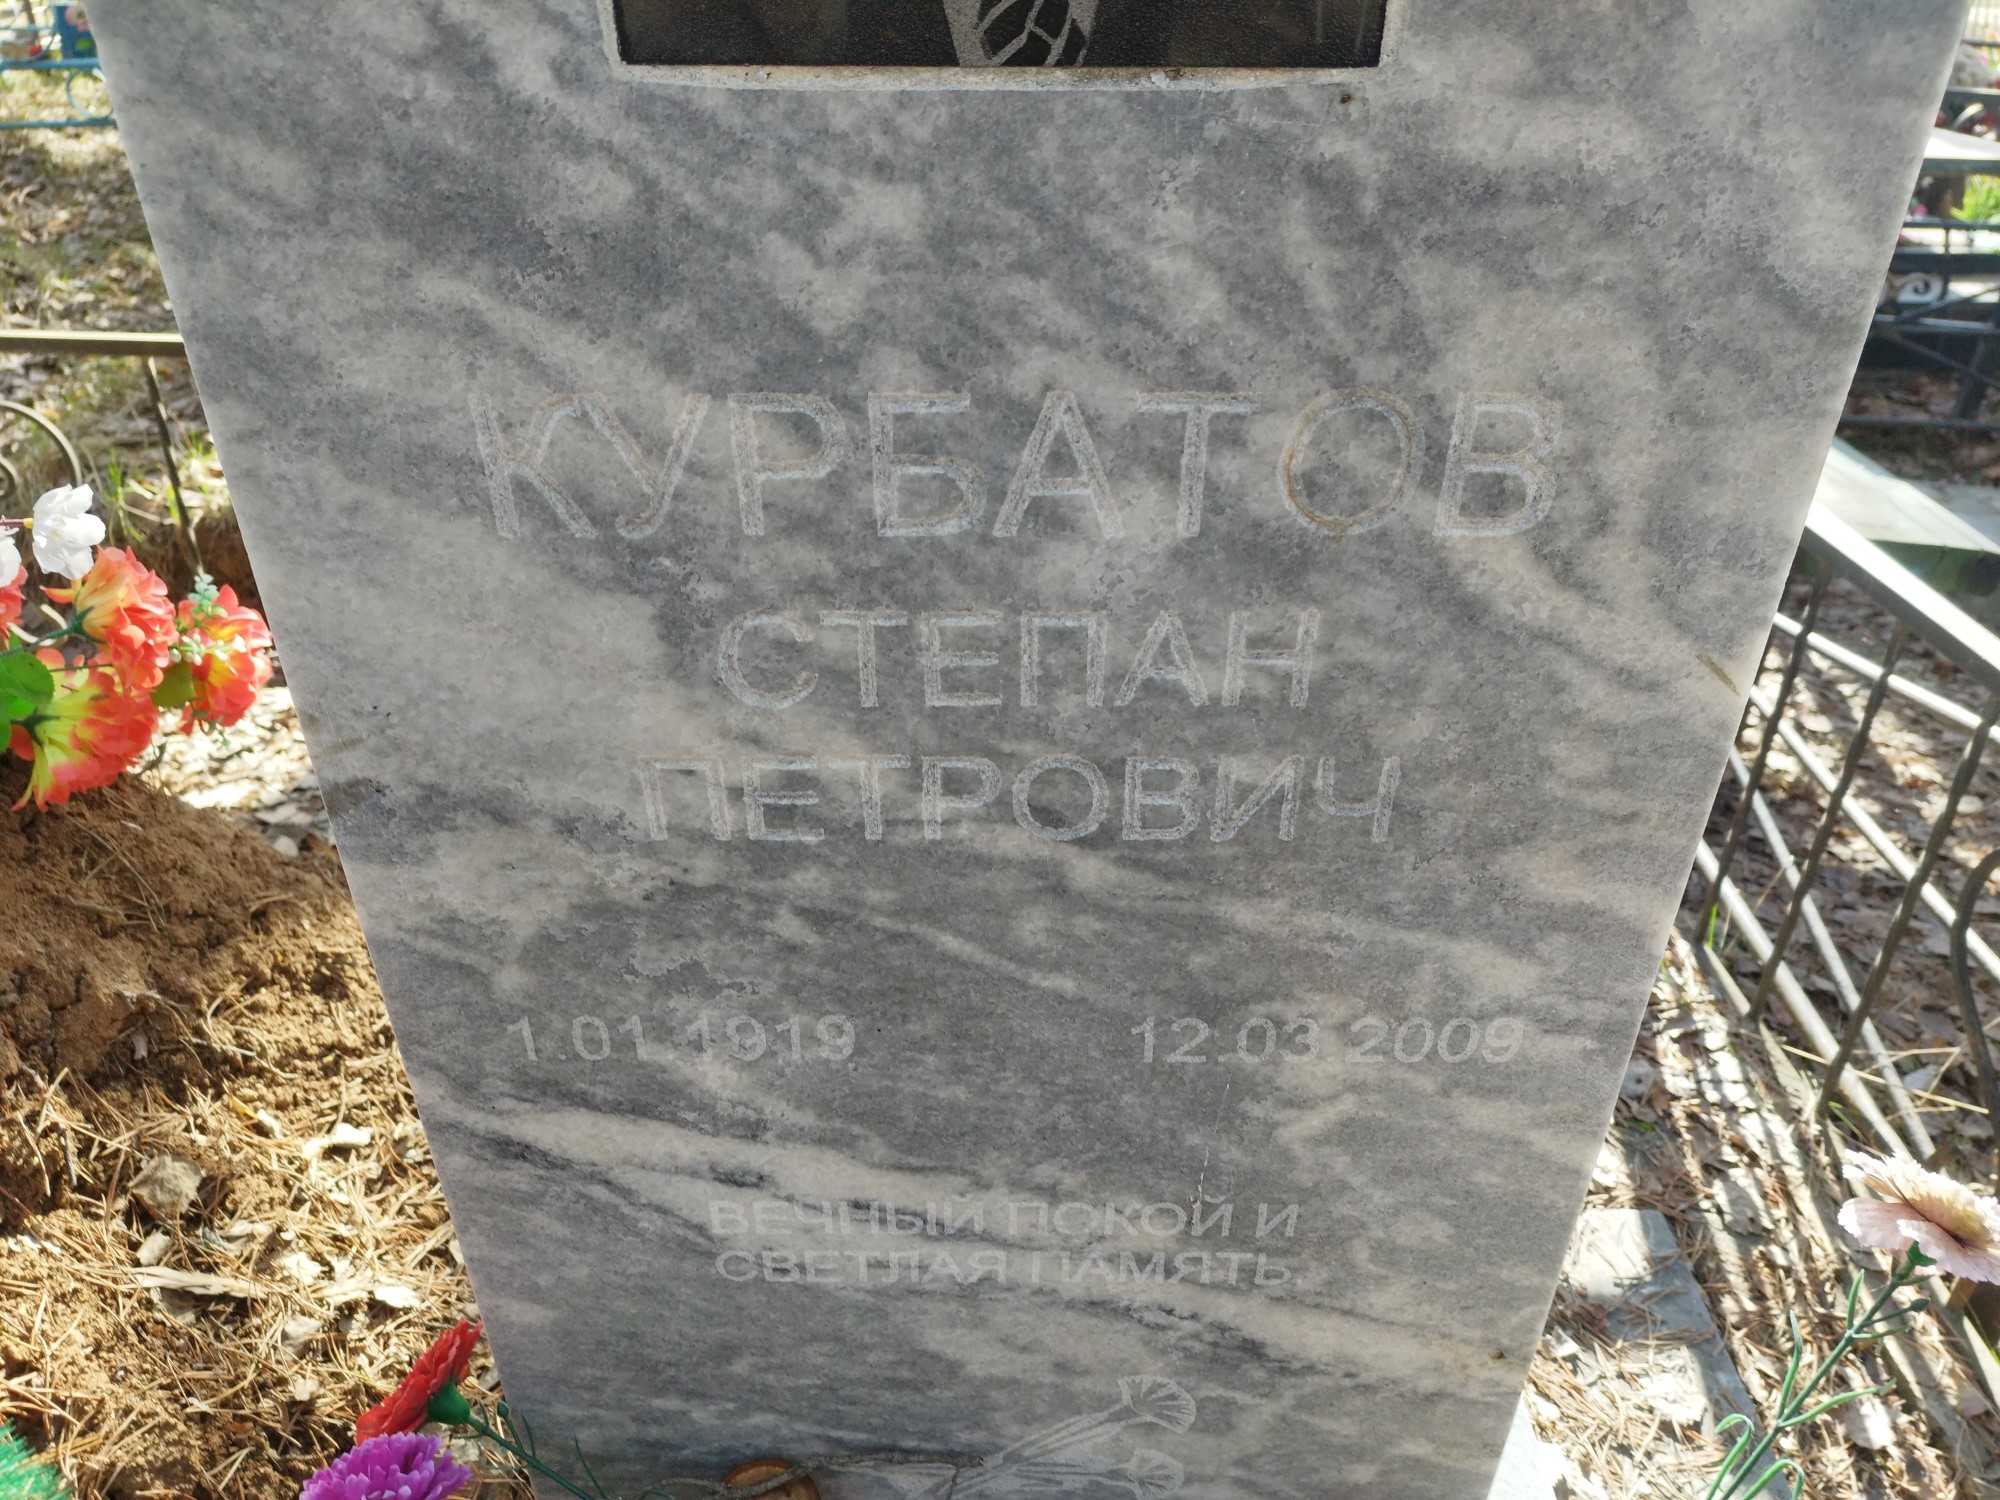 КУРБАТОВ
СТЕПАН
ПЕТРОВИЧ
1.01.1919 12.03.2009
ВЕЧНЫЙ ПОКОЙ И
СВЕТЛАЯ ПАМЯТЬ